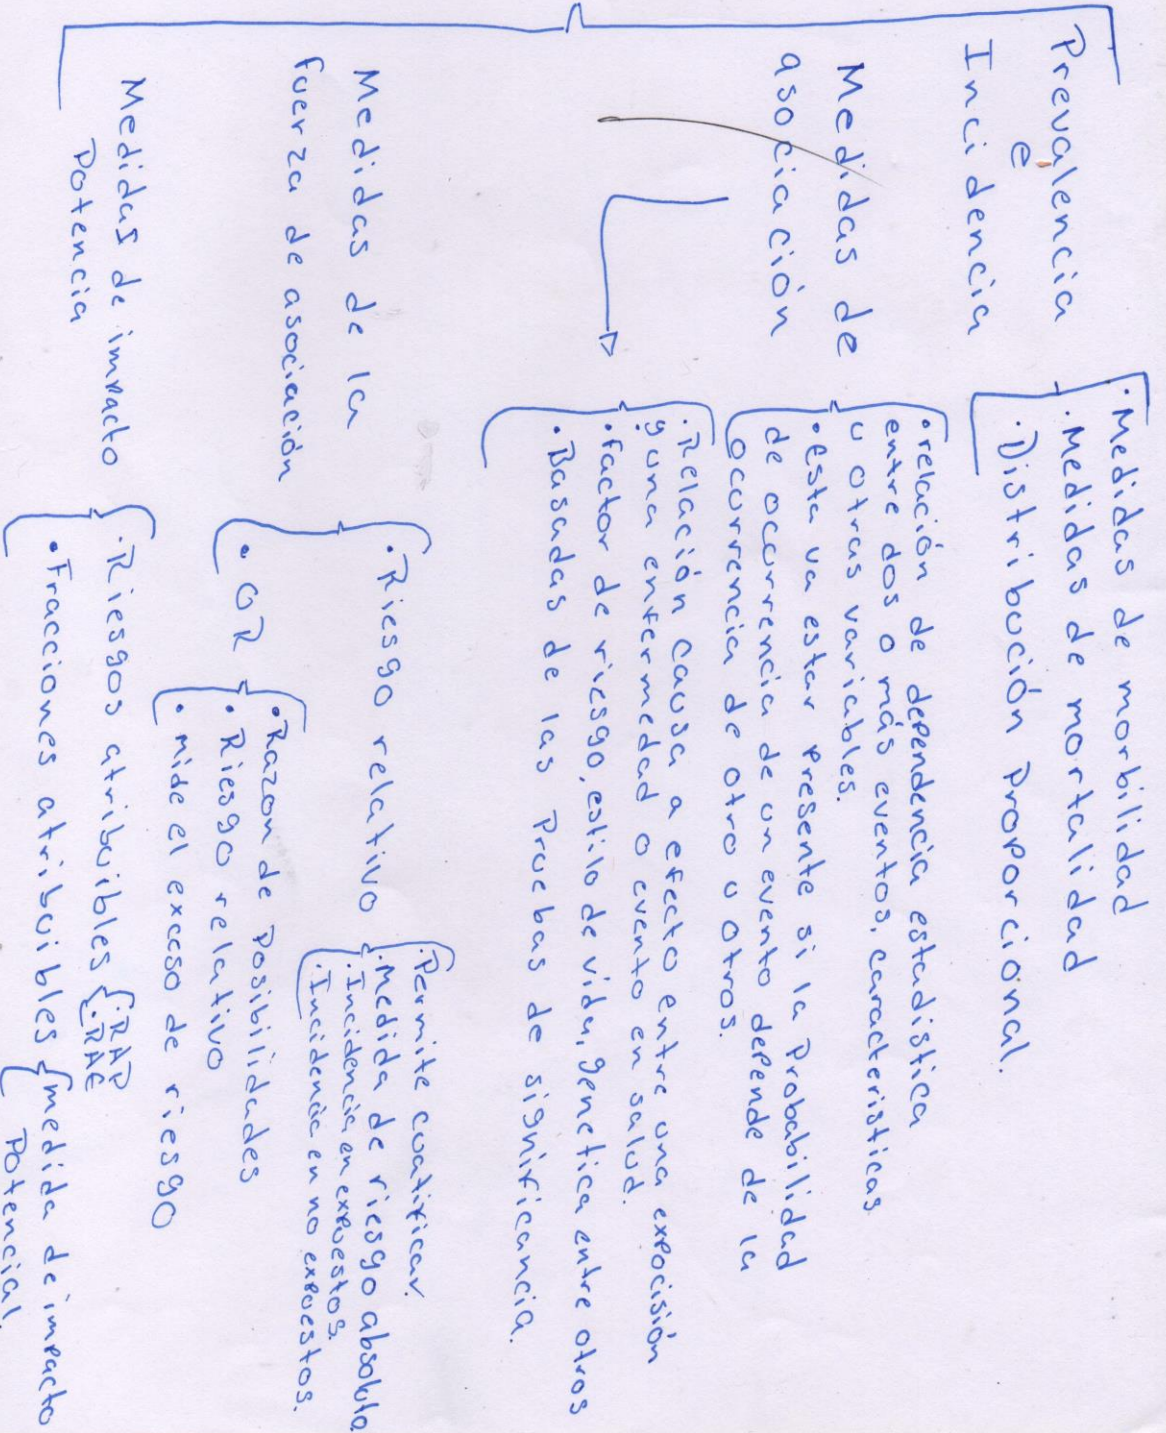 Prevalencia
e
Incidencia
· Medidas de morbilidad
· Medidas de mortalidad
· Distribución Proporcional.
Medidas de
asociación
• relación de dependencia estadistica
entre dos o más eventos, caracteristicas
u otras variables.
• esta va estar presente si la probabilidad
de ocurrencia de un evento depende de la
ocurrencia de otro u otros.
· Relación causa a efecto entre una exposición
guna enfermedad o evento en salud.
• factor de riesgo, estilo de vida, genetica entre otros
• Basadas de las Pruebas de significancia.
Medidas de la
fuerza de asociación
• Riesgo relativo
· Permite cuatificar.
· Medida de riesgo absoluta
· Incidencia en expuestos.
· Incidencia en no expuestos.
• OR
• Razon de Posibilidades
• Riesgo relativo
• mide el exceso de riesgo
Medidas de impacto
Potencia
· Riesgos atribuibles
· RAP
· RAE
• Fracciones atribuibles
medida de impacto
Potencial.